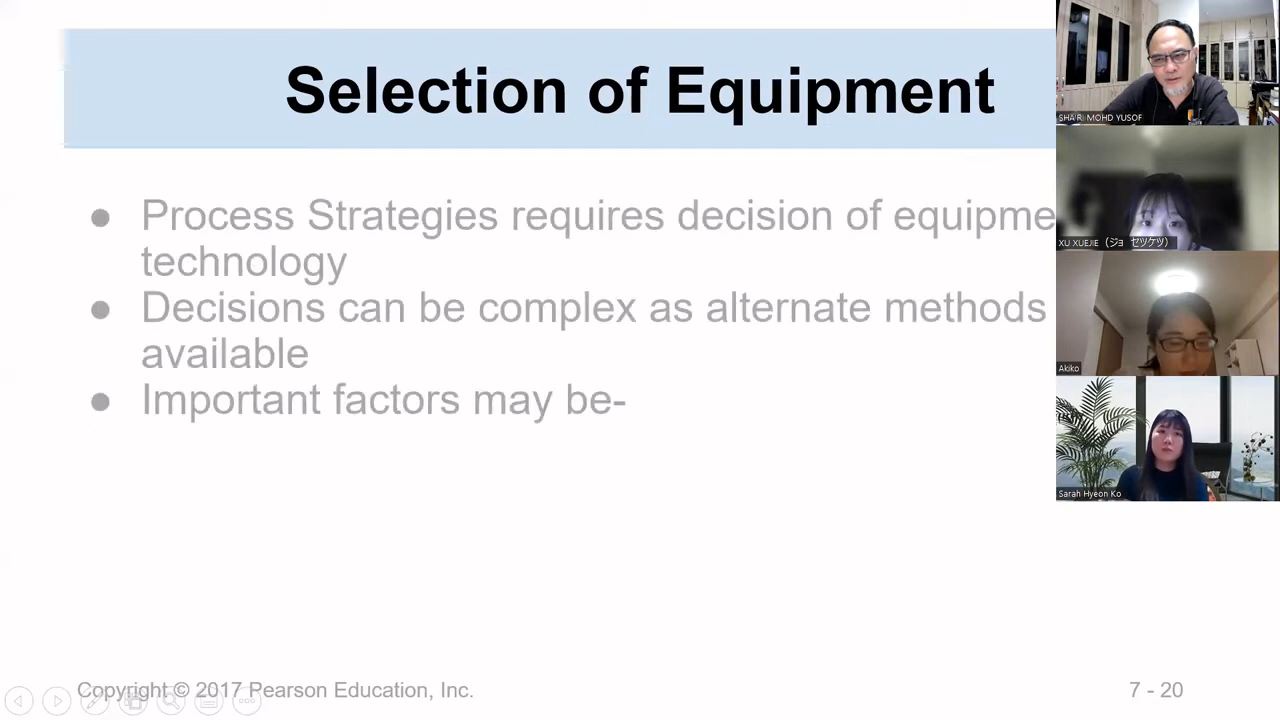 Selection of Equipment
● Process Strategies requires decision of equipme
technology
● Decisions can be complex as alternate methods
available
● Important factors may be-
Copyright © 2017 Pearson Education, Inc.
7 - 20
SHA'RI MOHD YUSOF
XU XUEJIE（ジョ セツケツ）
Akiko
Sarah Hyeon Ko